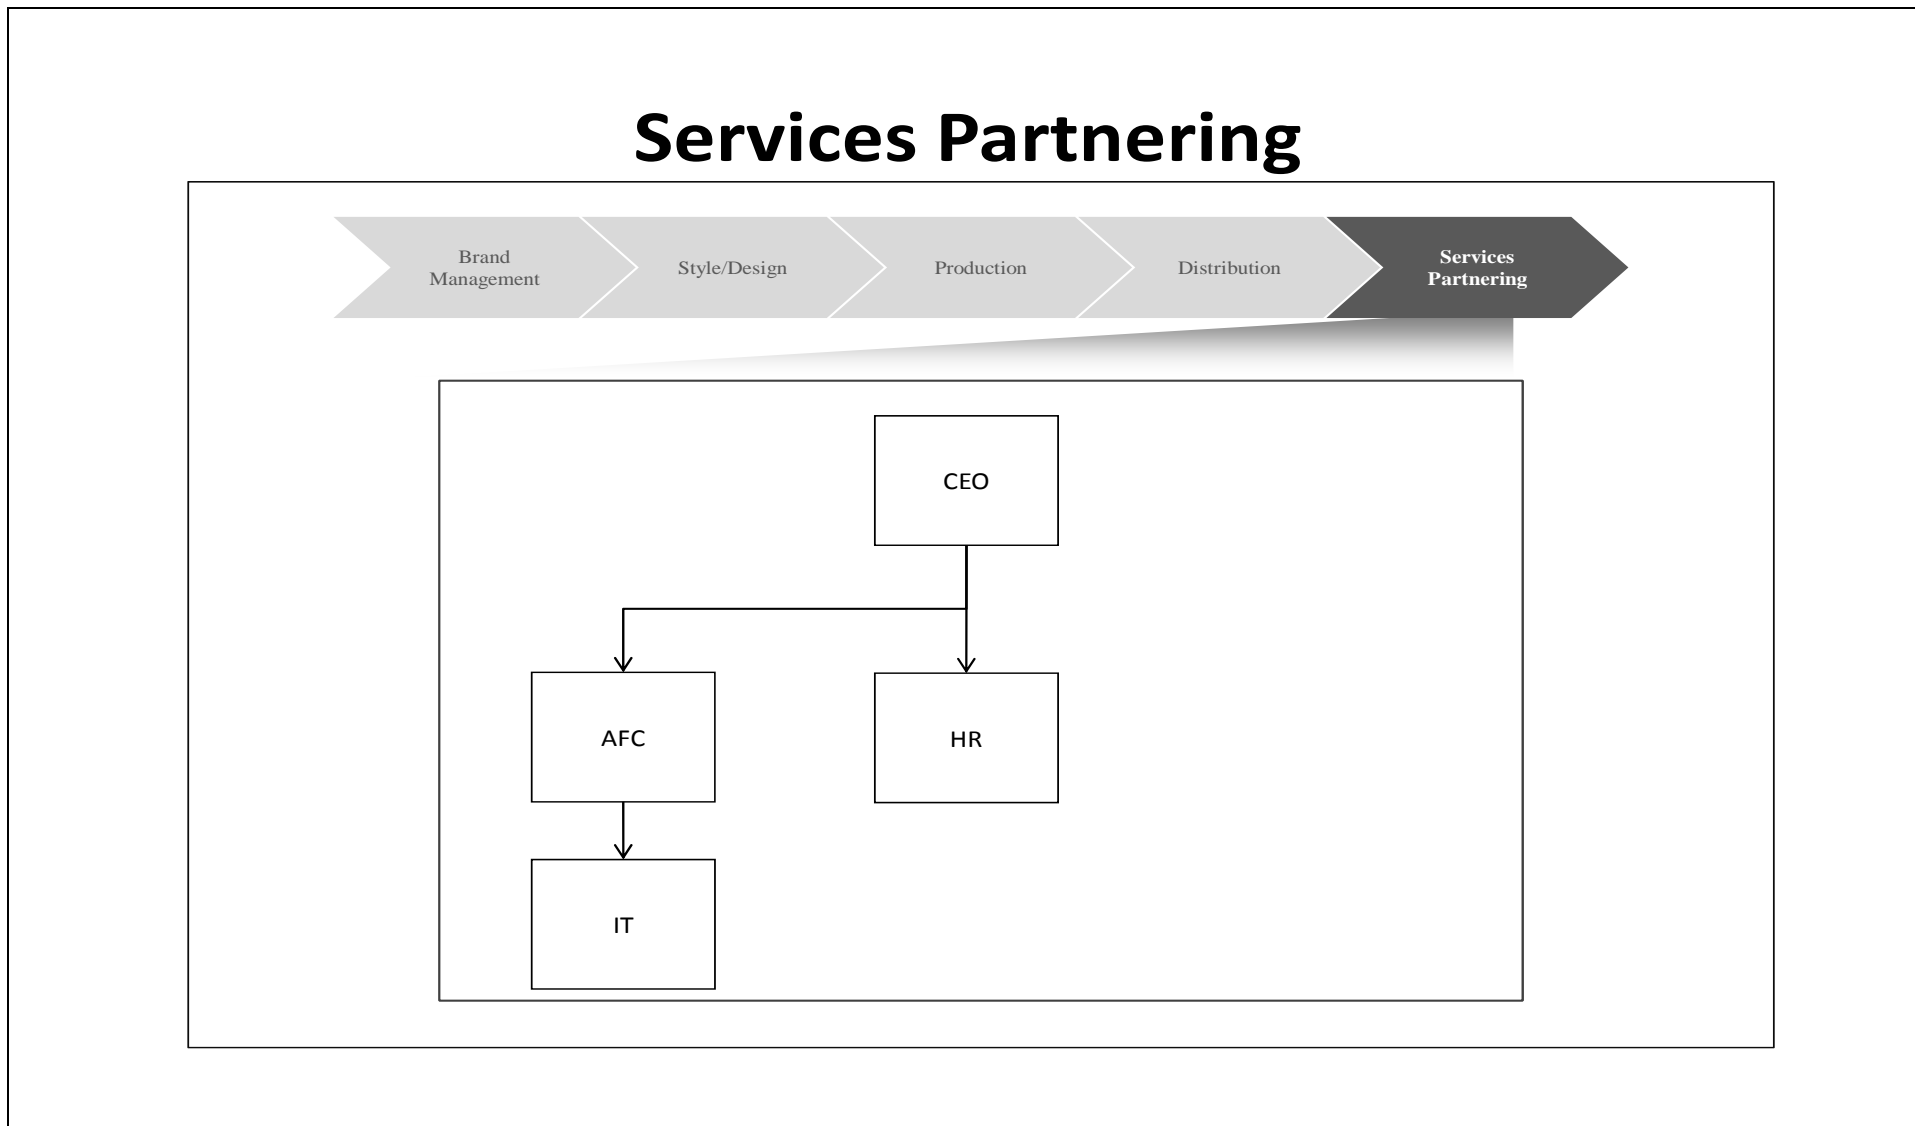 Services Partnering
Brand
Management
Style/Design
Production
Distribution
Services
Partnering
CEO
AFC
HR
IT